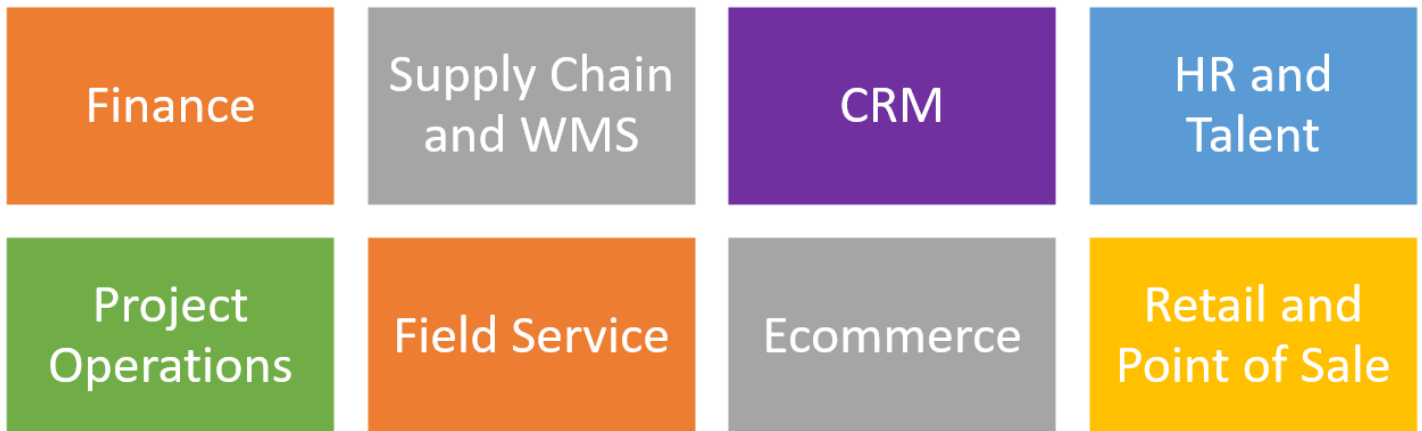 Finance
Supply Chain
and WMS
CRM
HR and
Talent
Project
Operations
Field Service
Ecommerce
Retail and
Point of Sale